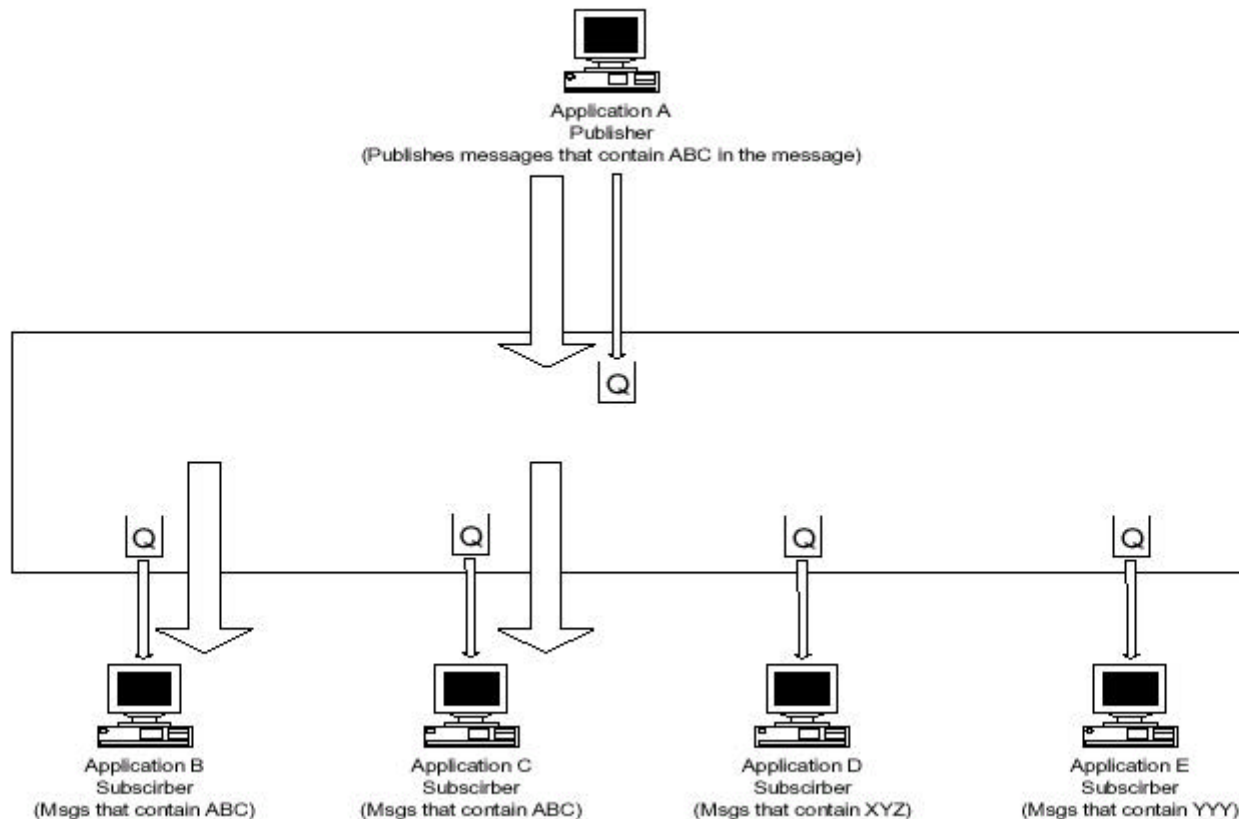 Application A
Publisher
(Publishes messages that contain ABC in the message)
Q
Q
Q
Q
Q
Application B
Subscirber
(Msgs that contain ABC)
Application C
Subscirber
(Msgs that contain ABC)
Application D
Subscirber
(Msgs that contain XYZ)
Application E
Subscirber
(Msgs that contain YYY)